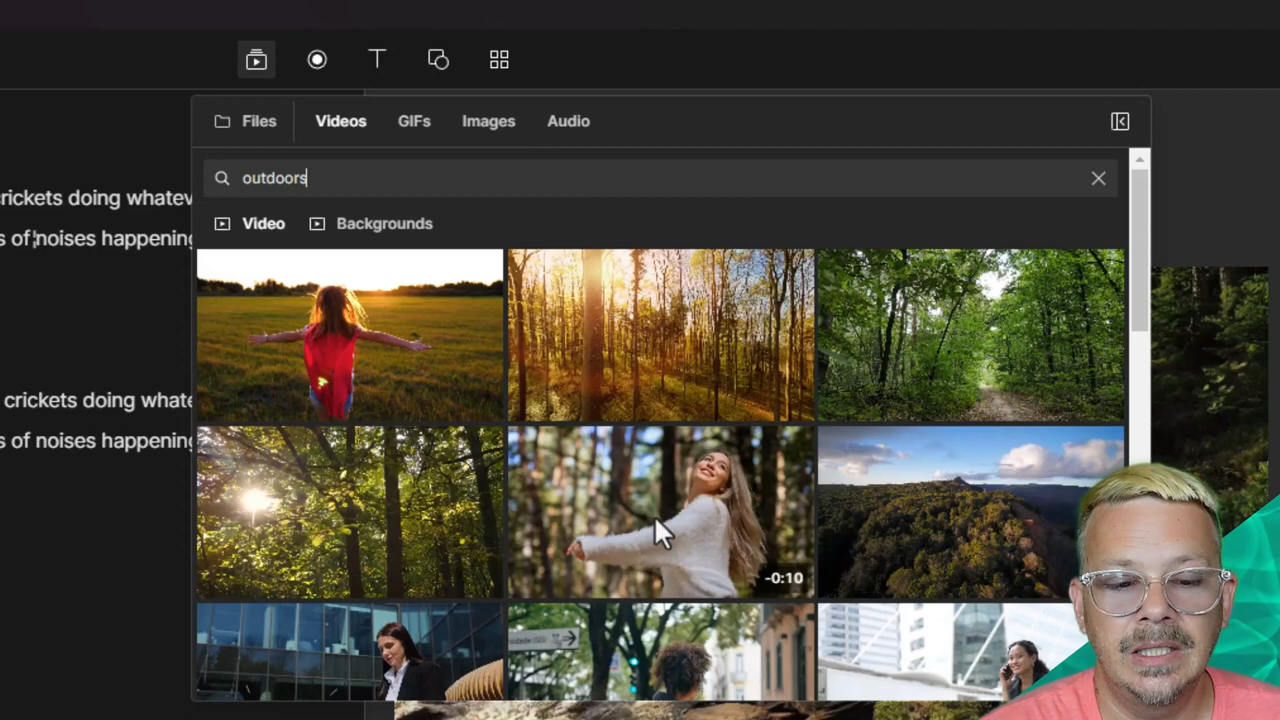 Files Videos GIFs Images Audio
outdoors
Video Backgrounds
crickets doing whatev
s of noises happening
crickets doing whate
s of noises happening
-0:10